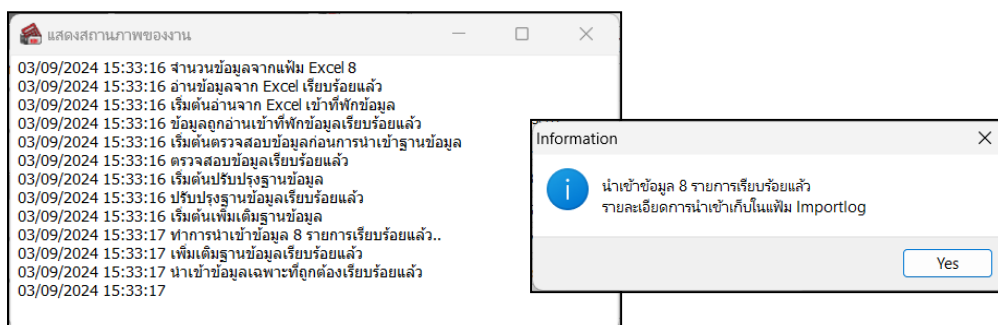 แสดงสถานภาพของงาน
03/09/2024 15:33:16 จำนวนข้อมูลจากแฟ้ม Excel 8
03/09/2024 15:33:16 อ่านข้อมูลจาก Excel เรียบร้อยแล้ว
03/09/2024 15:33:16 เริ่มต้นอ่านจาก Excel เข้าที่พักข้อมูล
03/09/2024 15:33:16 ข้อมูลถูกอ่านเข้าที่พักข้อมูลเรียบร้อยแล้ว
03/09/2024 15:33:16 เริ่มต้นตรวจสอบข้อมูลก่อนการนำเข้าฐานข้อมูล
03/09/2024 15:33:16 ตรวจสอบข้อมูลเรียบร้อยแล้ว
03/09/2024 15:33:16 เริ่มต้นปรับปรุงฐานข้อมูล
03/09/2024 15:33:16 ปรับปรุงฐานข้อมูลเรียบร้อยแล้ว
03/09/2024 15:33:16 เริ่มต้นเพิ่มเติมฐานข้อมูล
03/09/2024 15:33:17 ทำการนำเข้าข้อมูล 8 รายการเรียบร้อยแล้ว..
03/09/2024 15:33:17 เพิ่มเติมฐานข้อมูลเรียบร้อยแล้ว
03/09/2024 15:33:17 นำเข้าข้อมูลเฉพาะที่ถูกต้องเรียบร้อยแล้ว
03/09/2024 15:33:17
Information
นำเข้าข้อมูล 8 รายการเรียบร้อยแล้ว
รายละเอียดการนำเข้าเก็บในแฟ้ม Importlog
Yes